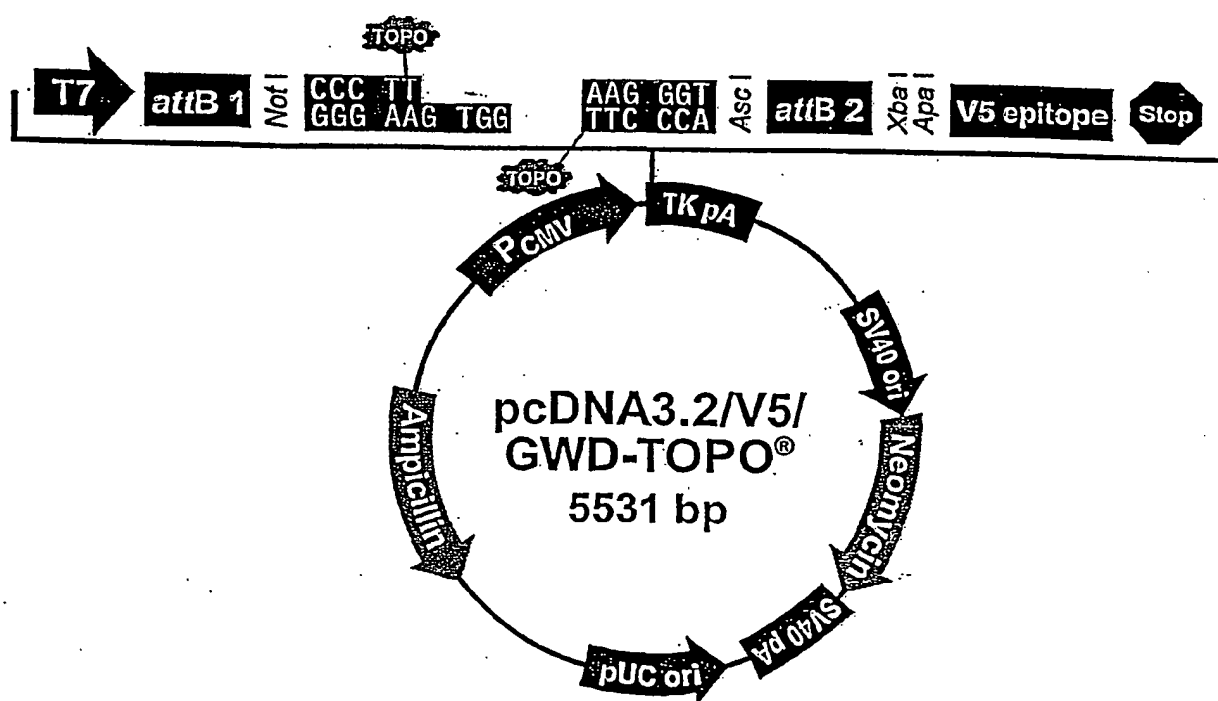 TOPO
T7
attB 1
Not I
CCC TT
GGG AAG TGG
AAG GGT
TTC CCA
Asc I
attB 2
Xba I
Apa I
V5 epitope
Stop
TOPO
PCMV
TK pA
SV40 ori
Neomycin
SV40 pA
pUC ori
Ampicillin
pcDNA3.2/V5/
GWD-TOPO®
5531 bp